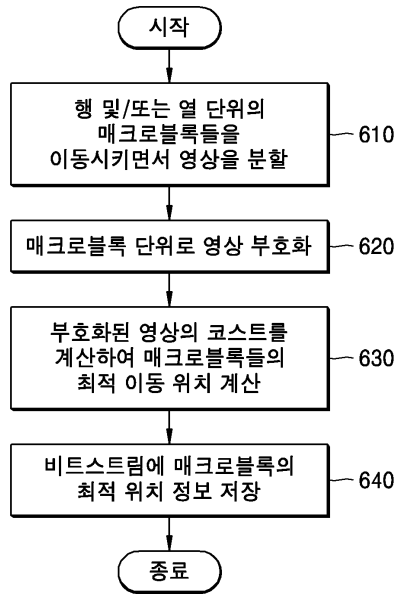 시작
행 및/또는 열 단위의
매크로블록들을
이동시키면서 영상을 분할
610
매크로블록 단위로 영상 부호화
620
부호화된 영상의 코스트를
계산하여 매크로블록들의
최적 이동 위치 계산
630
비트스트림에 매크로블록의
최적 위치 정보 저장
640
종료